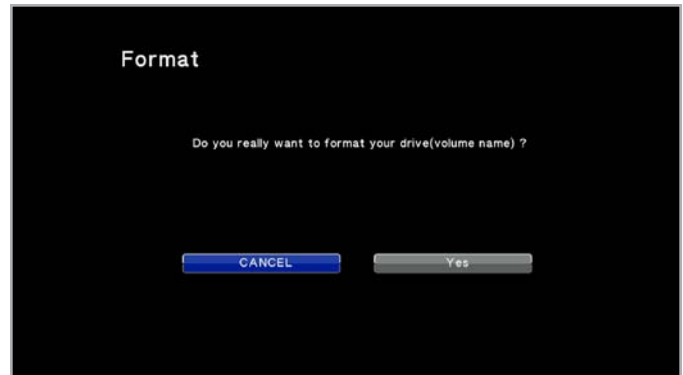 Format
Do you really want to format your drive(volume name) ?
CANCEL
Yes